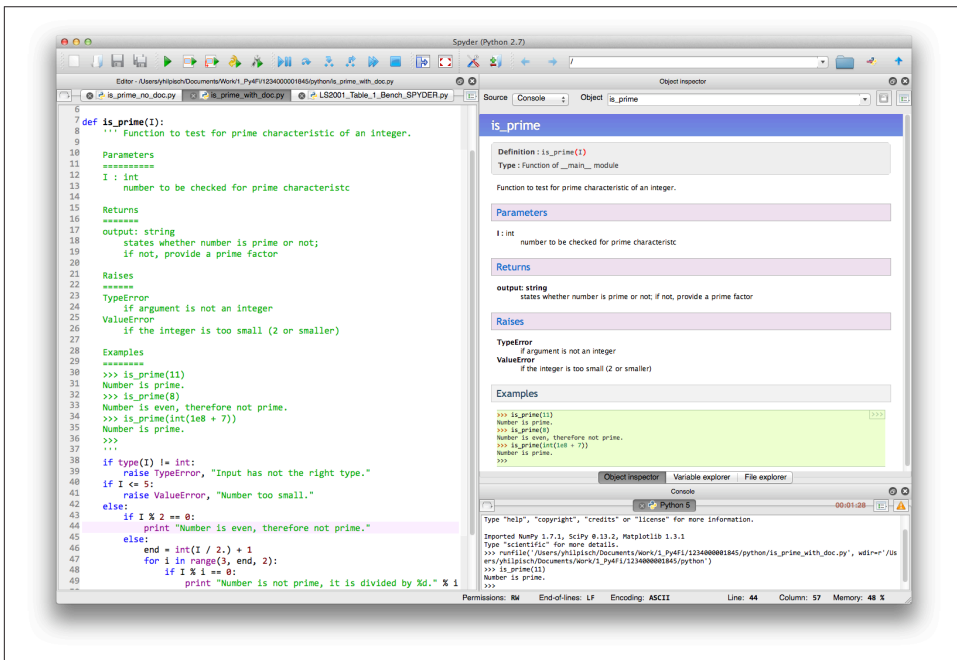 Spyder (Python 2.7)
/
Editor - /Users/yhilpisch/Documents/Work/1_Py4Fi/1234000001845/python/is_prime_with_doc.py
is_prime_no_doc.py
is_prime_with_doc.py
LS2001_Table_1_Bench_SPYDER.py
6
7 def is_prime(I):
8 ''' Function to test for prime characteristic of an integer.
9
10 Parameters
11 ==========
12 I : int
13 number to be checked for prime characteristc
14
15 Returns
16 =======
17 output: string
18 states whether number is prime or not;
19 if not, provide a prime factor
20
21 Raises
22 ======
23 TypeError
24 if argument is not an integer
25 ValueError
26 if the integer is too small (2 or smaller)
27
28 Examples
29 ========
30 >>> is_prime(11)
31 Number is prime.
32 >>> is_prime(8)
33 Number is even, therefore not prime.
34 >>> is_prime(int(1e8 + 7))
35 Number is prime.
36 >>>
37 '''
38 if type(I) != int:
39 raise TypeError, "Input has not the right type."
40 if I <= 5:
41 raise ValueError, "Number too small."
42 else:
43 if I % 2 == 0:
44 print "Number is even, therefore not prime."
45 else:
46 end = int(I / 2.) + 1
47 for i in range(3, end, 2):
48 if I % i == 0:
49 print "Number is not prime, it is divided by %d." % i
Object inspector
Source Console Object is_prime
is_prime
Definition : is_prime(I)
Type : Function of __main__ module
Function to test for prime characteristic of an integer.
Parameters
I : int
number to be checked for prime characteristc
Returns
output: string
states whether number is prime or not; if not, provide a prime factor
Raises
TypeError
if argument is not an integer
ValueError
if the integer is too small (2 or smaller)
Examples
>>> is_prime(11) >>>
Number is prime.
>>> is_prime(8)
Number is even, therefore not prime.
>>> is_prime(int(1e8 + 7))
Number is prime.
>>>
Object inspector Variable explorer File explorer
Console
Python 5 00:01:28
Type "help", "copyright", "credits" or "license" for more information.
Imported NumPy 1.7.1, SciPy 0.13.2, Matplotlib 1.3.1
Type "scientific" for more details.
>>> runfile('/Users/yhilpisch/Documents/Work/1_Py4Fi/1234000001845/python/is_prime_with_doc.py', wdir=r'/Us
ers/yhilpisch/Documents/Work/1_Py4Fi/1234000001845/python')
>>> is_prime(11)
Number is prime.
>>>
Permissions: RW End-of-lines: LF Encoding: ASCII Line: 44 Column: 57 Memory: 48 %